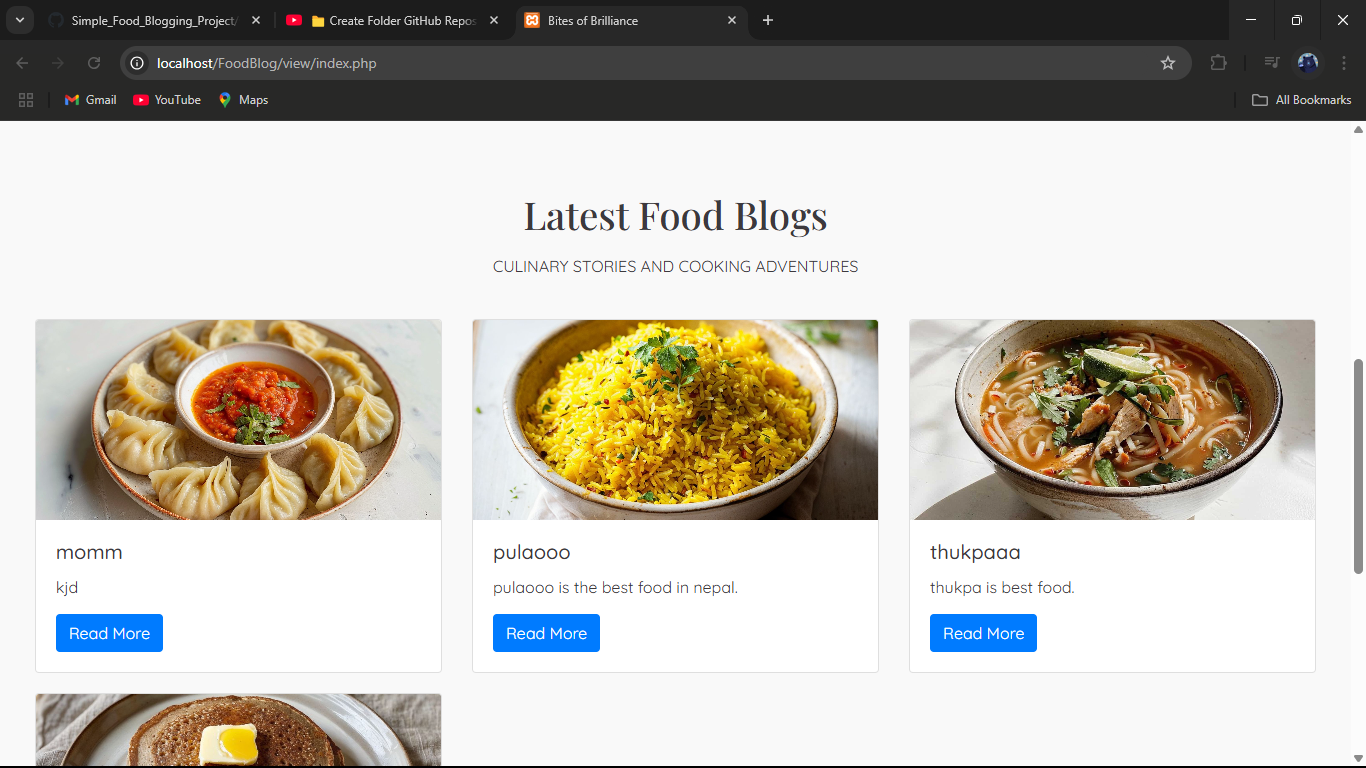 Simple_Food_Blogging_Project/
Create Folder GitHub Repos
Bites of Brilliance
localhost/FoodBlog/view/index.php
Gmail
YouTube
Maps
All Bookmarks
Latest Food Blogs
CULINARY STORIES AND COOKING ADVENTURES
momm
kjd
Read More
pulaooo
pulaooo is the best food in nepal.
Read More
thukpaaa
thukpa is best food.
Read More